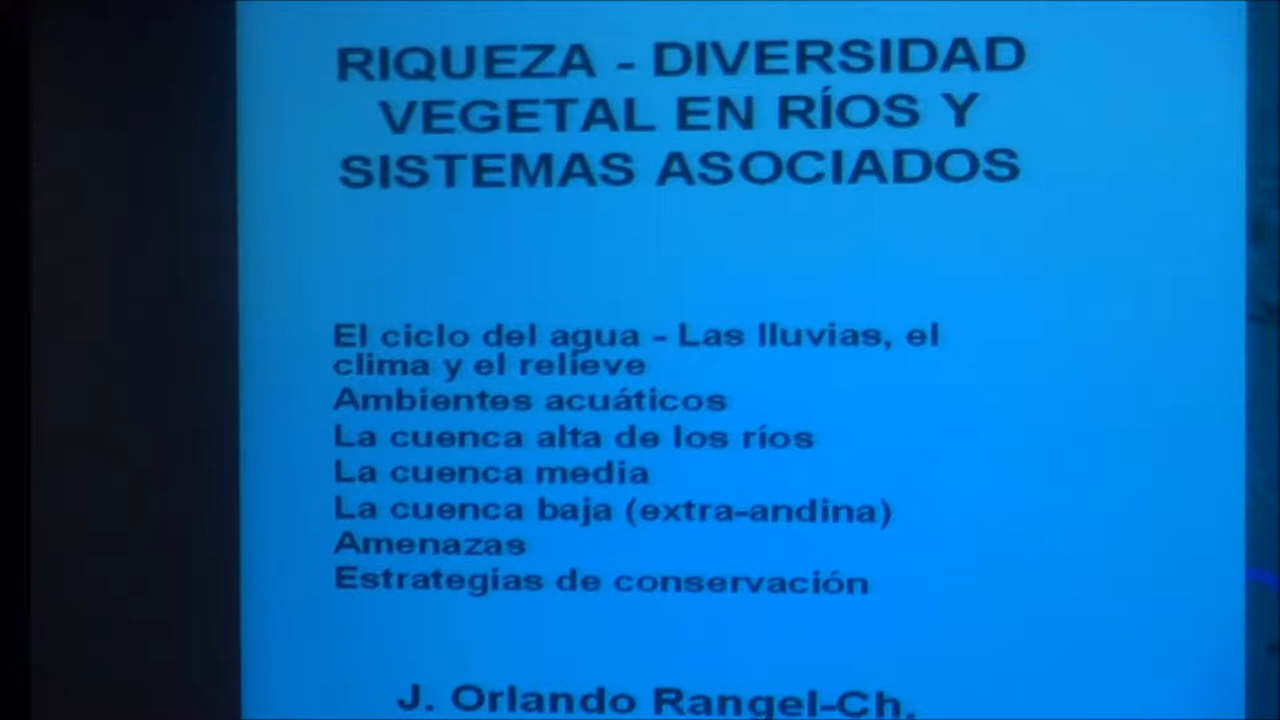 RIQUEZA - DIVERSIDAD
VEGETAL EN RÍOS Y
SISTEMAS ASOCIADOS
El ciclo del agua - Las lluvias, el
clima y el relieve
Ambientes acuáticos
La cuenca alta de los ríos
La cuenca media
La cuenca baja (extra-andina)
Amenazas
Estrategias de conservación
J. Orlando Rangel-Ch.